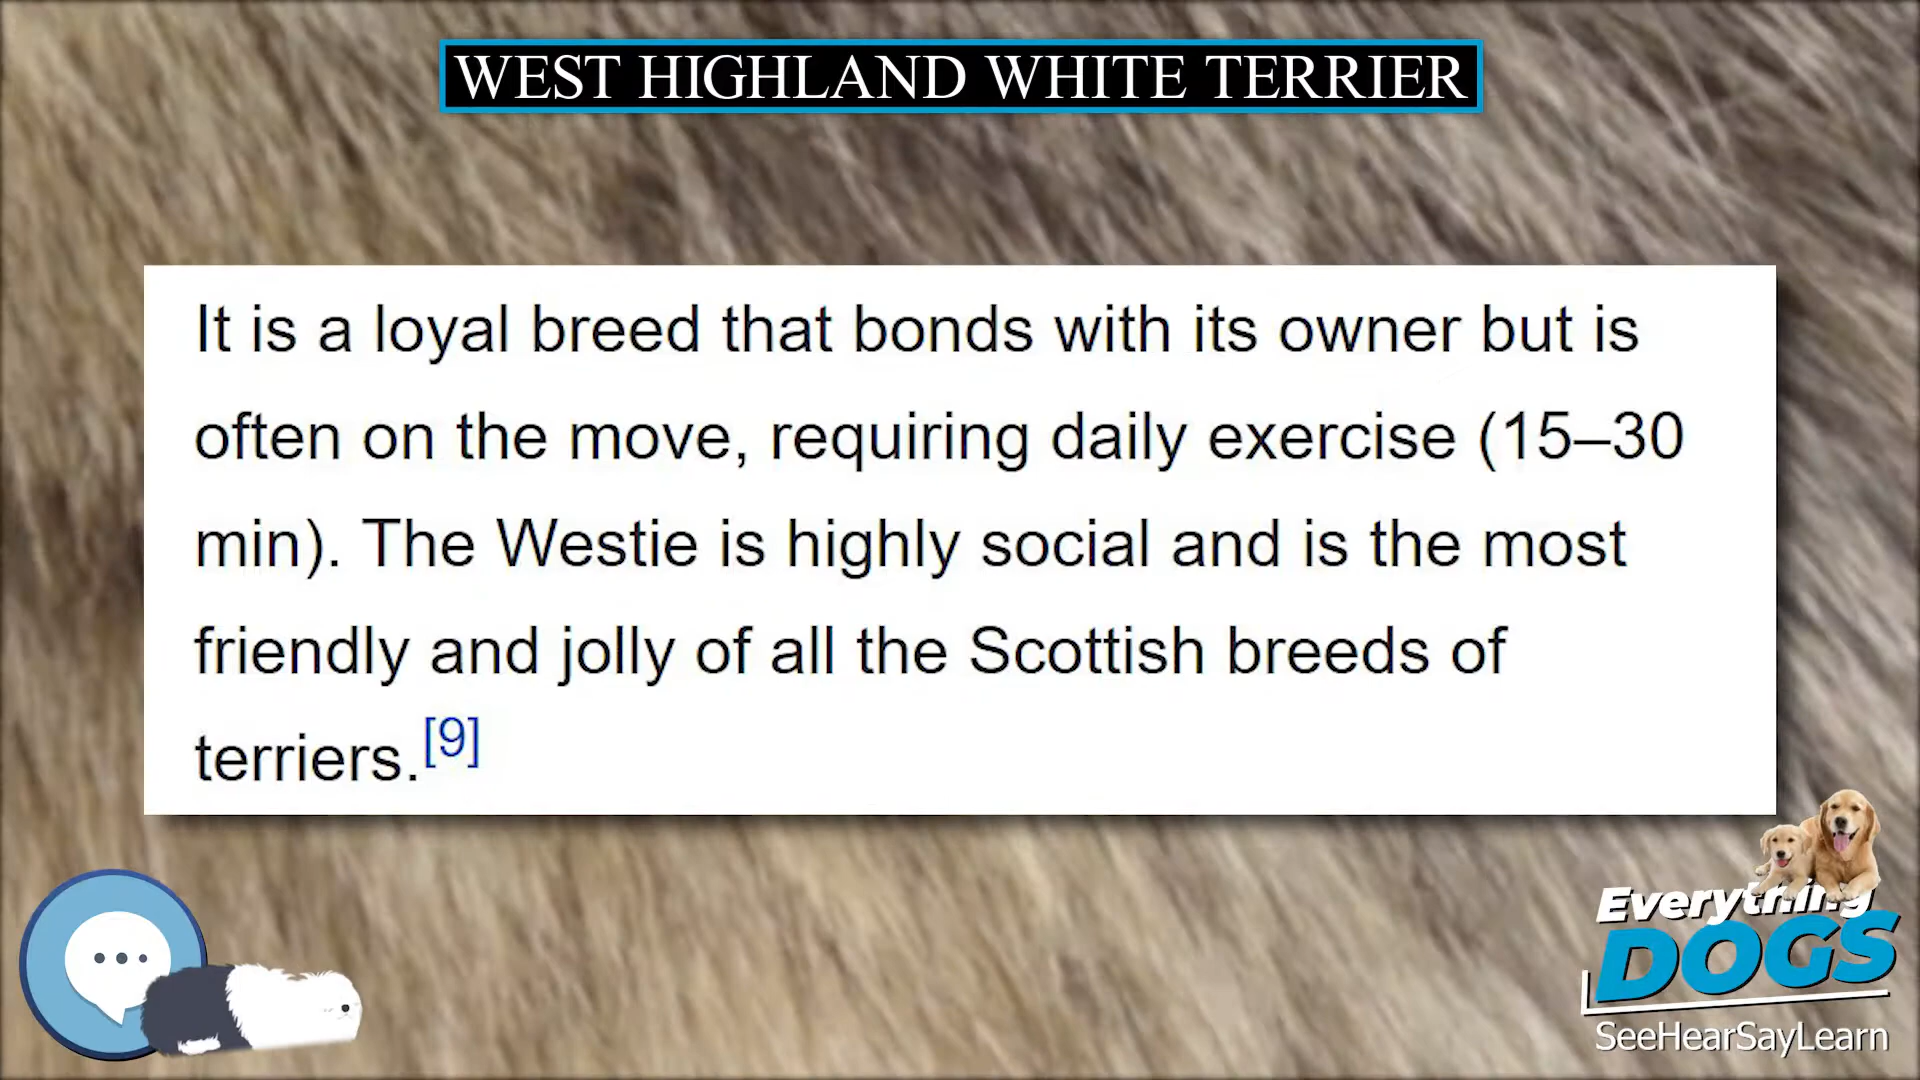 WEST HIGHLAND WHITE TERRIER
It is a loyal breed that bonds with its owner but is
often on the move, requiring daily exercise (15–30
min). The Westie is highly social and is the most
friendly and jolly of all the Scottish breeds of
terriers.[9]
Everything
DOGS
SeeHearSayLearn